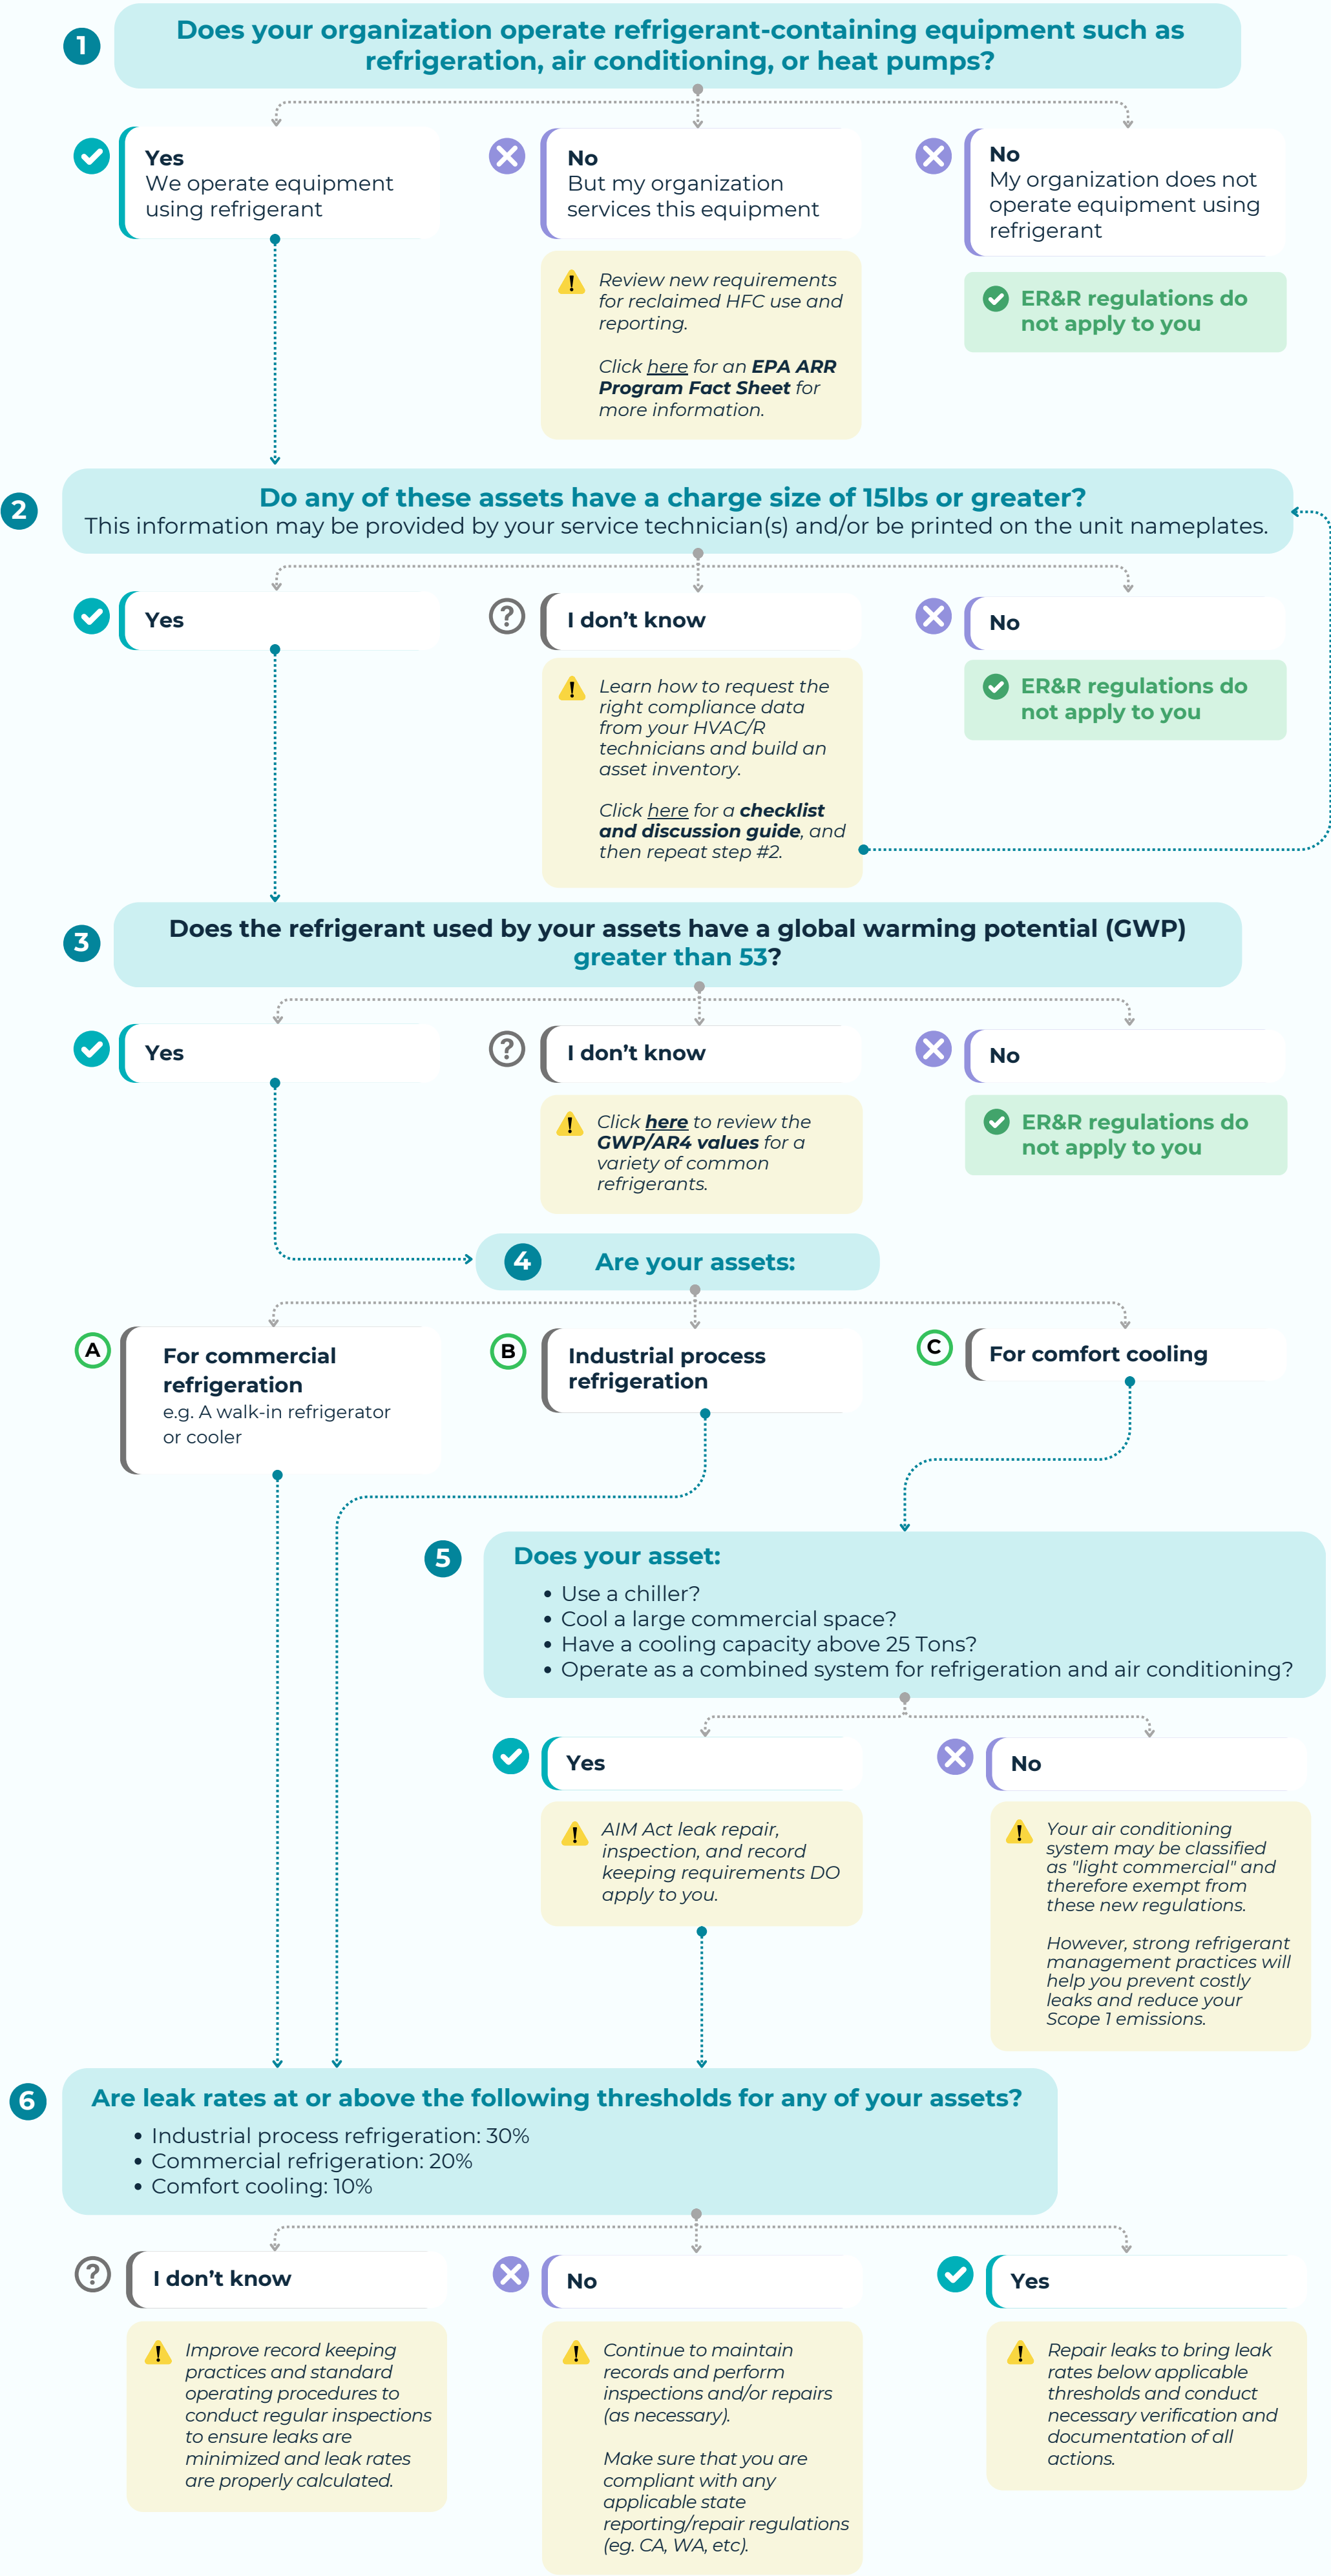 1
Does your organization operate refrigerant-containing equipment such as
refrigeration, air conditioning, or heat pumps?
Yes
We operate equipment
using refrigerant
No
But my organization
services this equipment
Review new requirements
for reclaimed HFC use and
reporting.
Click here for an EPA ARR
Program Fact Sheet for
more information.
No
My organization does not
operate equipment using
refrigerant
ER&R regulations do
not apply to you
2
Do any of these assets have a charge size of 15lbs or greater?
This information may be provided by your service technician(s) and/or be printed on the unit nameplates.
Yes
?
I don’t know
Learn how to request the
right compliance data
from your HVAC/R
technicians and build an
asset inventory.
Click here for a checklist
and discussion guide, and
then repeat step #2.
No
ER&R regulations do
not apply to you
3
Does the refrigerant used by your assets have a global warming potential (GWP)
greater than 53?
Yes
?
I don’t know
Click here to review the
GWP/AR4 values for a
variety of common
refrigerants.
No
ER&R regulations do
not apply to you
4
Are your assets:
A
For commercial
refrigeration
e.g. A walk-in refrigerator
or cooler
B
Industrial process
refrigeration
C
For comfort cooling
5
Does your asset:
• Use a chiller?
• Cool a large commercial space?
• Have a cooling capacity above 25 Tons?
• Operate as a combined system for refrigeration and air conditioning?
Yes
AIM Act leak repair,
inspection, and record
keeping requirements DO
apply to you.
No
Your air conditioning
system may be classified
as "light commercial" and
therefore exempt from
these new regulations.
However, strong refrigerant
management practices will
help you prevent costly
leaks and reduce your
Scope 1 emissions.
6
Are leak rates at or above the following thresholds for any of your assets?
• Industrial process refrigeration: 30%
• Commercial refrigeration: 20%
• Comfort cooling: 10%
?
I don’t know
Improve record keeping
practices and standard
operating procedures to
conduct regular inspections
to ensure leaks are
minimized and leak rates
are properly calculated.
No
Continue to maintain
records and perform
inspections and/or repairs
(as necessary).
Make sure that you are
compliant with any
applicable state
reporting/repair regulations
(eg. CA, WA, etc).
Yes
Repair leaks to bring leak
rates below applicable
thresholds and conduct
necessary verification and
documentation of all
actions.